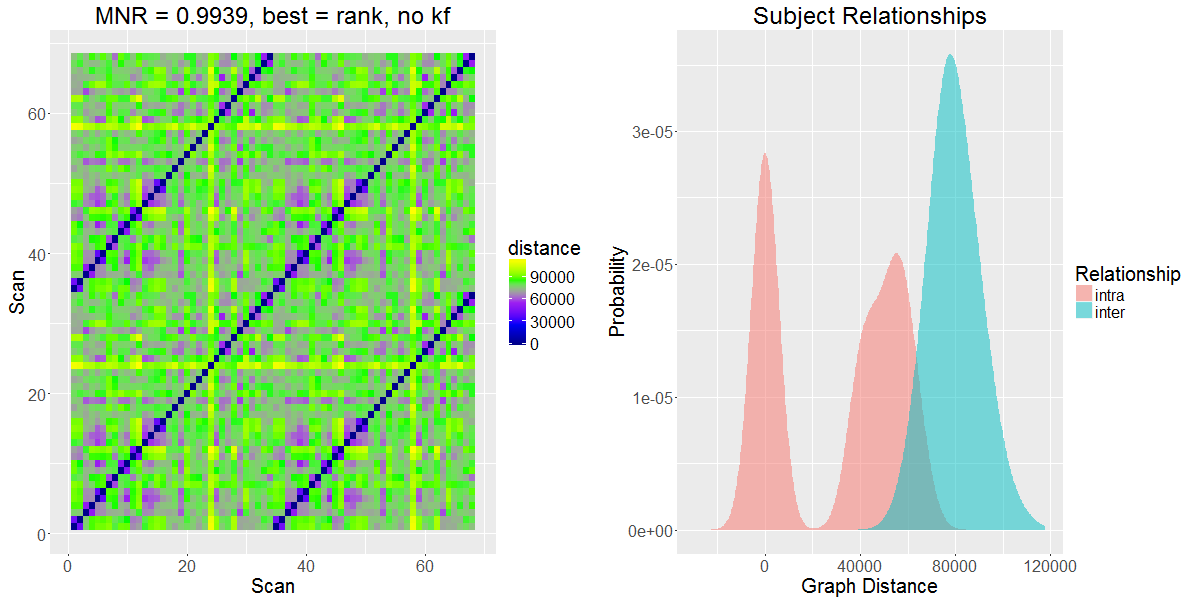 MNR = 0.9939, best = rank, no kf
Scan
60
40
20
0
0 20 40 60
Scan
distance
90000
60000
30000
0
Subject Relationships
Probability
3e-05
2e-05
1e-05
0e+00
0 40000 80000 120000
Graph Distance
Relationship
intra
inter